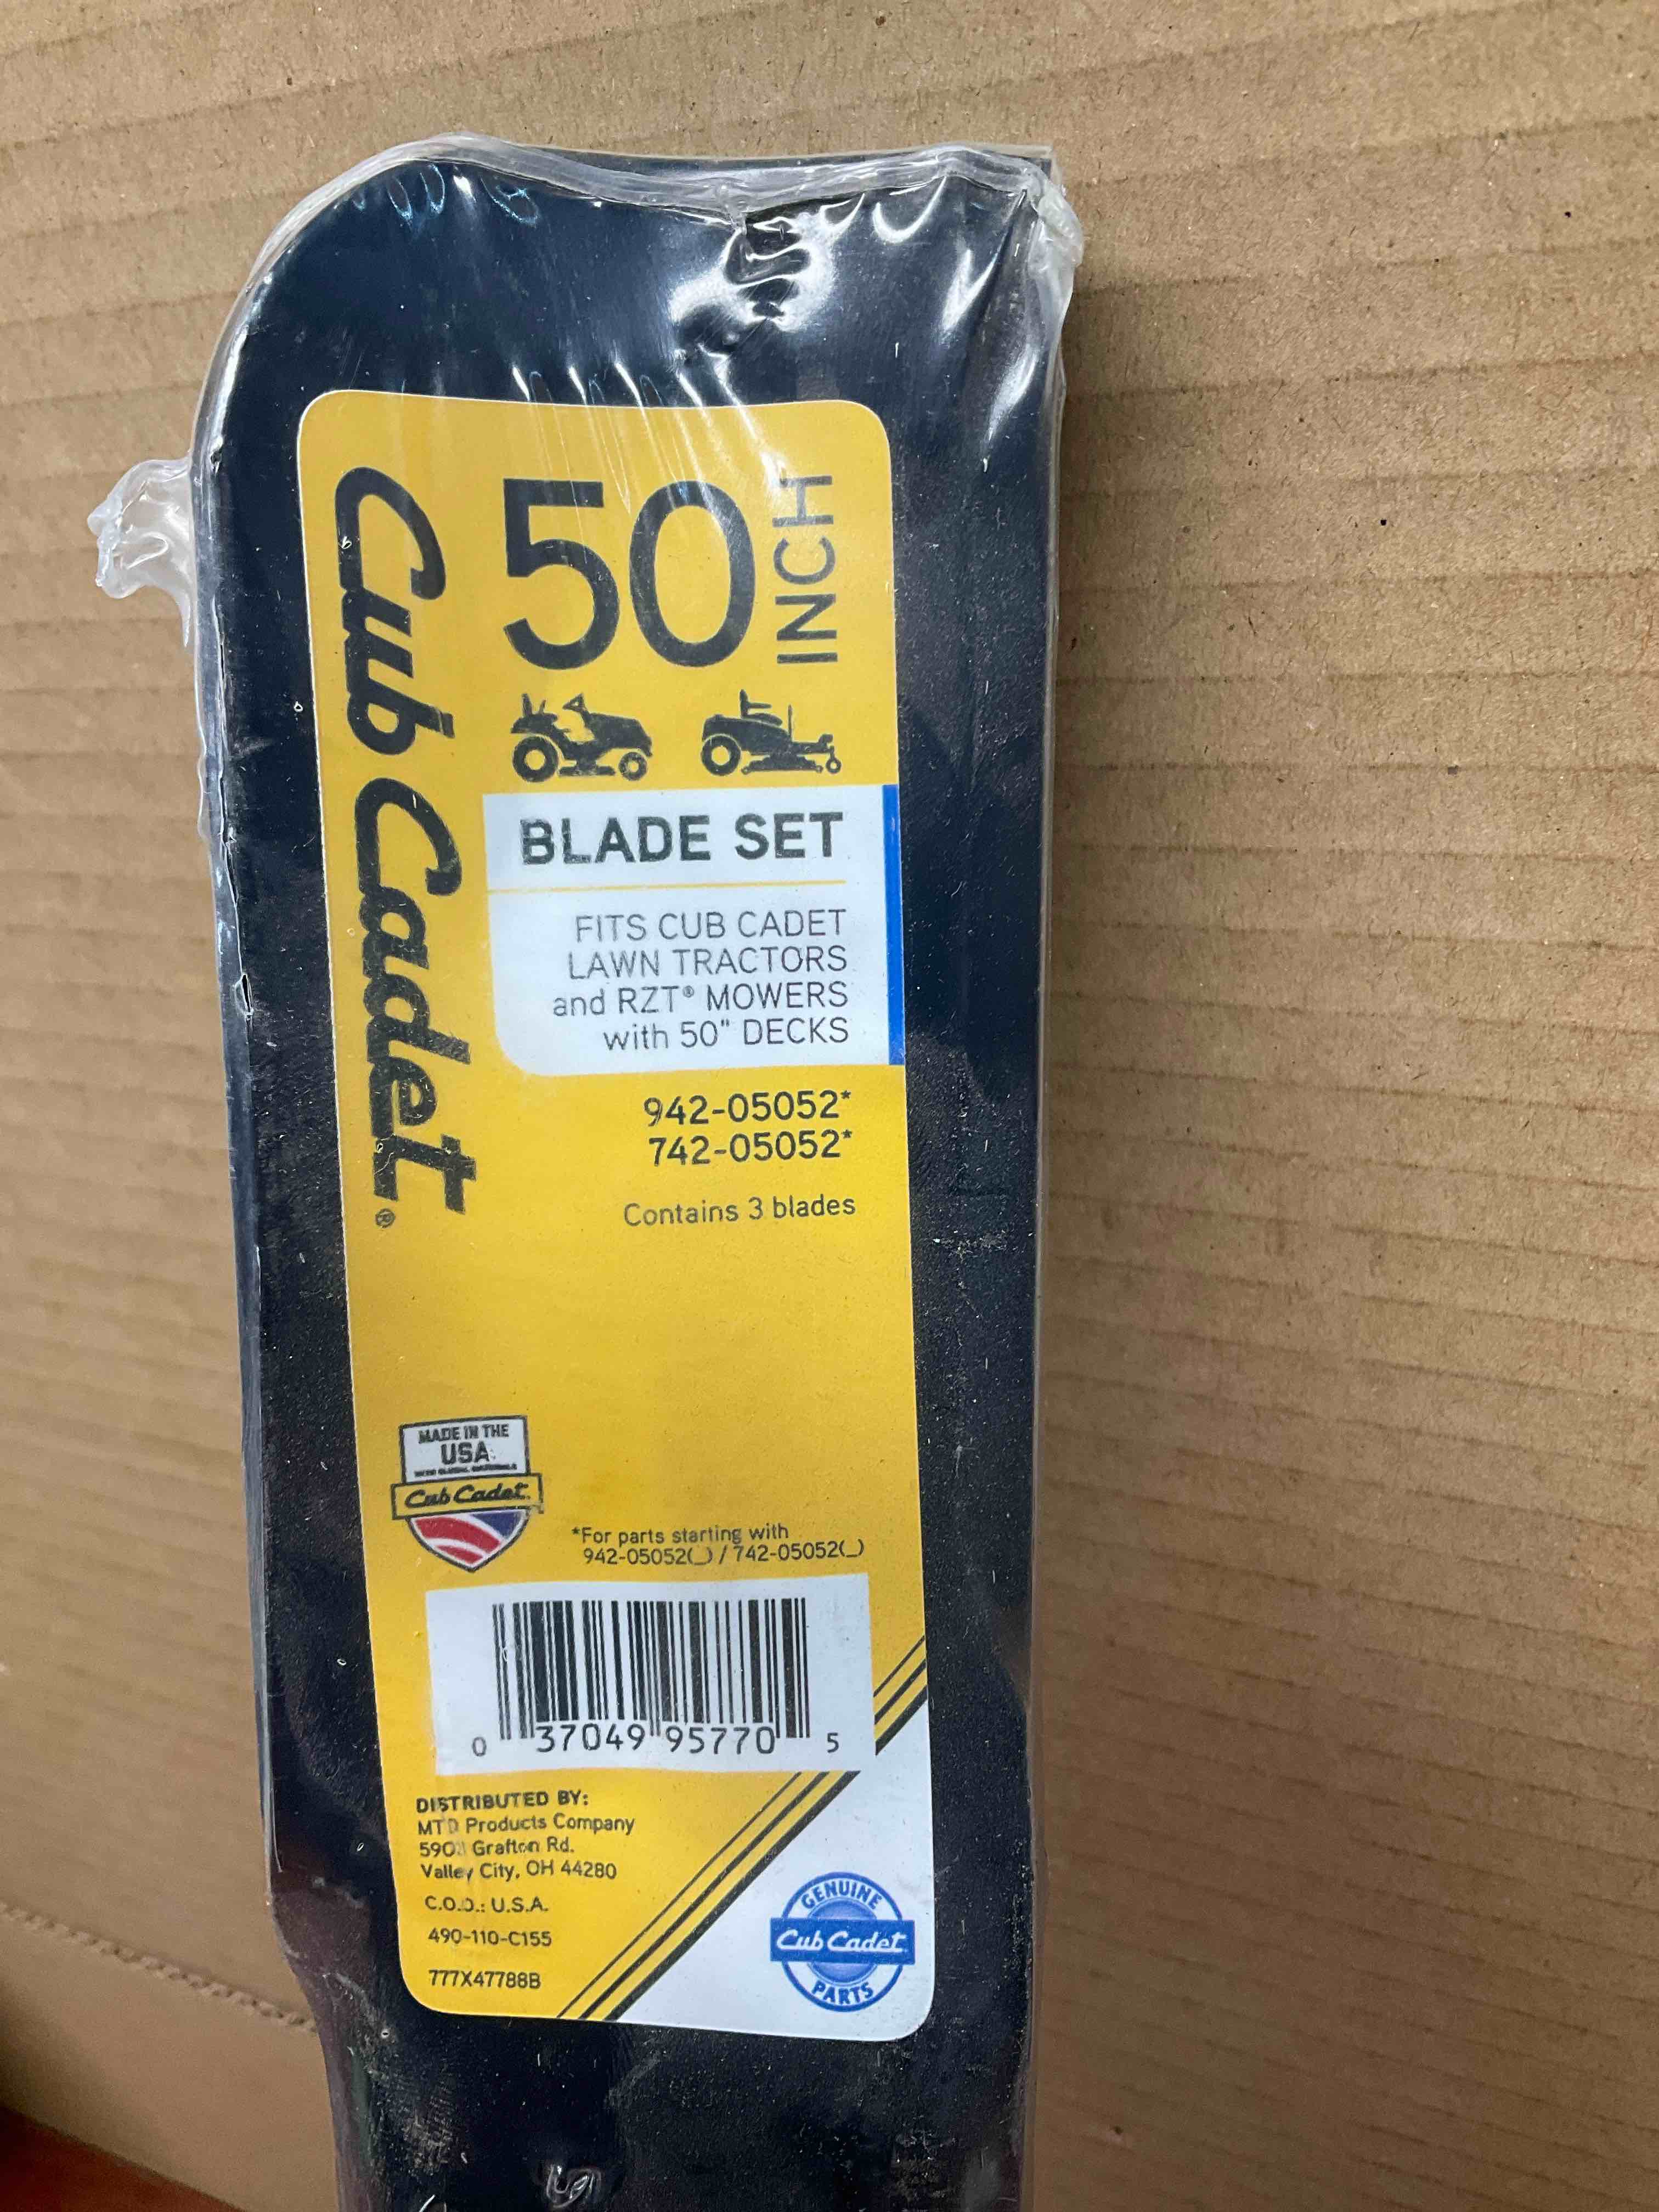 Cub Cadet®
50 INCH
BLADE SET
FITS CUB CADET
LAWN TRACTORS
and RZT® MOWERS
with 50" DECKS
942-05052*
742-05052*
Contains 3 blades
MADE IN THE
USA
Cub Cadet
*For parts starting with
942-05052(_) / 742-05052(_)
0 37049 95770 5
DISTRIBUTED BY:
MTD Products Company
Grafton Rd.
Valley City, OH 44280
C.O.O.: U.S.A.
490-110-C155
777X47788B
GENUINE
Cub Cadet
PARTS